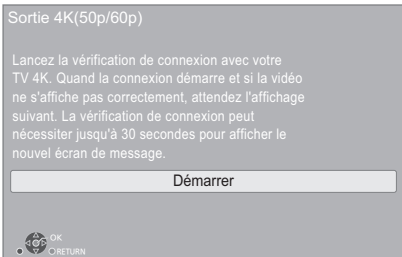 Sortie 4K(50p/60p)
Lancez la vérification de connexion avec votre
TV 4K. Quand la connexion démarre et si la vidéo
ne s'affiche pas correctement, attendez l'affichage
suivant. La vérification de connexion peut
nécessiter jusqu'à 30 secondes pour afficher le
nouvel écran de message.
Démarrer
OK
RETURN